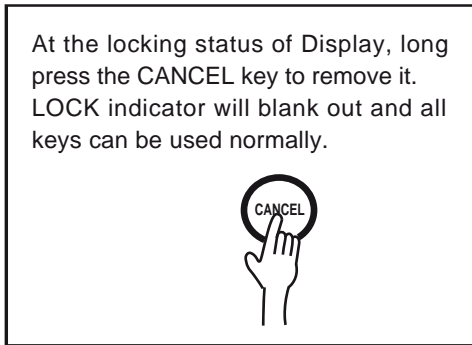 At the locking status of Display, long
press the CANCEL key to remove it.
LOCK indicator will blank out and all
keys can be used normally.
CANCEL